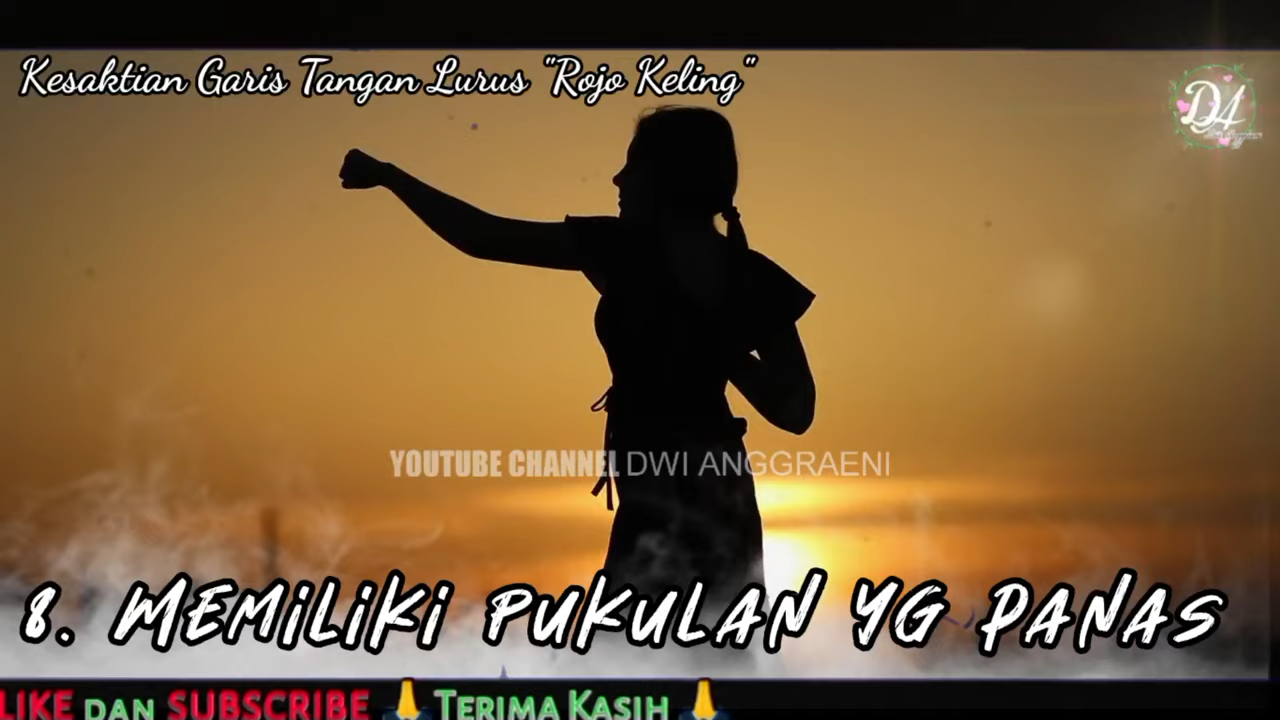 Kesaktian Garis Tangan Lurus "Rojo Keling"
DA
YOUTUBE CHANNEL DWI ANGGRAENI
8. MEMILIKI PUKULAN YG PANAS
LIKE DAN SUBSCRIBE 🙏 TERIMA KASIH 🙏